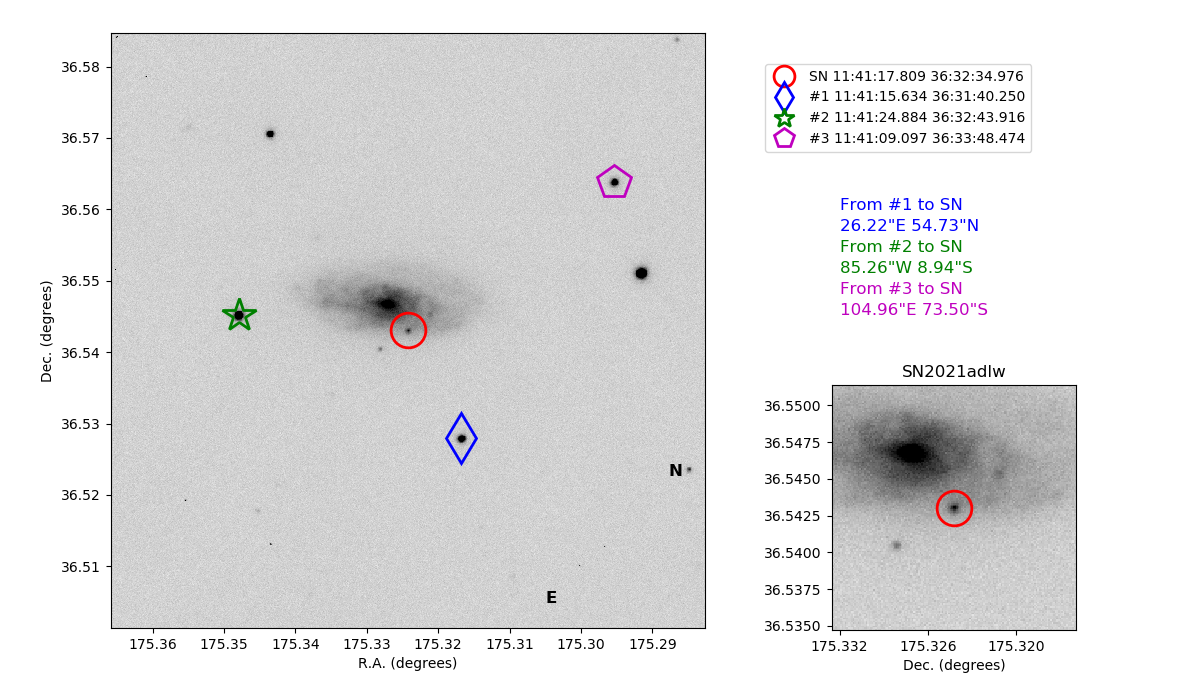 36.58
36.57
36.56
36.55
36.54
36.53
36.52
36.51
Dec. (degrees)
175.36 175.35 175.34 175.33 175.32 175.31 175.30 175.29
R.A. (degrees)
N
E
SN 11:41:17.809 36:32:34.976
#1 11:41:15.634 36:31:40.250
#2 11:41:24.884 36:32:43.916
#3 11:41:09.097 36:33:48.474
From #1 to SN
26.22"E 54.73"N
From #2 to SN
85.26"W 8.94"S
From #3 to SN
104.96"E 73.50"S
SN2021adlw
36.5500
36.5475
36.5450
36.5425
36.5400
36.5375
36.5350
175.332 175.326 175.320
Dec. (degrees)